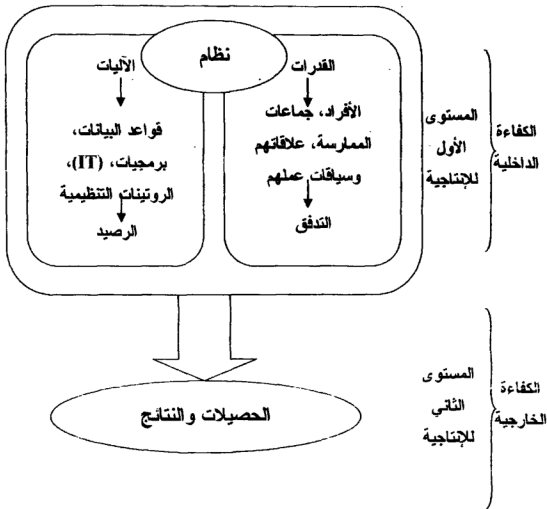 نظام
القدرات
الأفراد، جماعات
الممارسة، علاقاتهم
وسياقات عملهم
التدفق
الآليات
قواعد البيانات،
برمجيات، (IT)،
الروتينات التنظيمية
الرصيد
المستوى
الأول
للإنتاجية
الكفاءة
الداخلية
الحصيلات والنتائج
المستوى
الثاني
للإنتاجية
الكفاءة
الخارجية